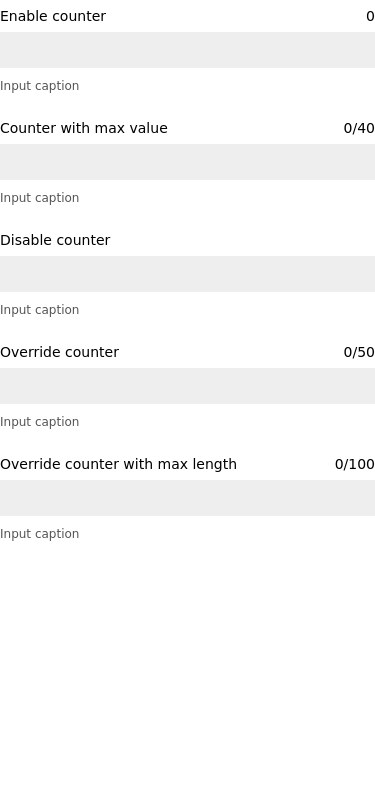 Enable counter 0
Input caption
Counter with max value 0/40
Input caption
Disable counter
Input caption
Override counter 0/50
Input caption
Override counter with max length 0/100
Input caption